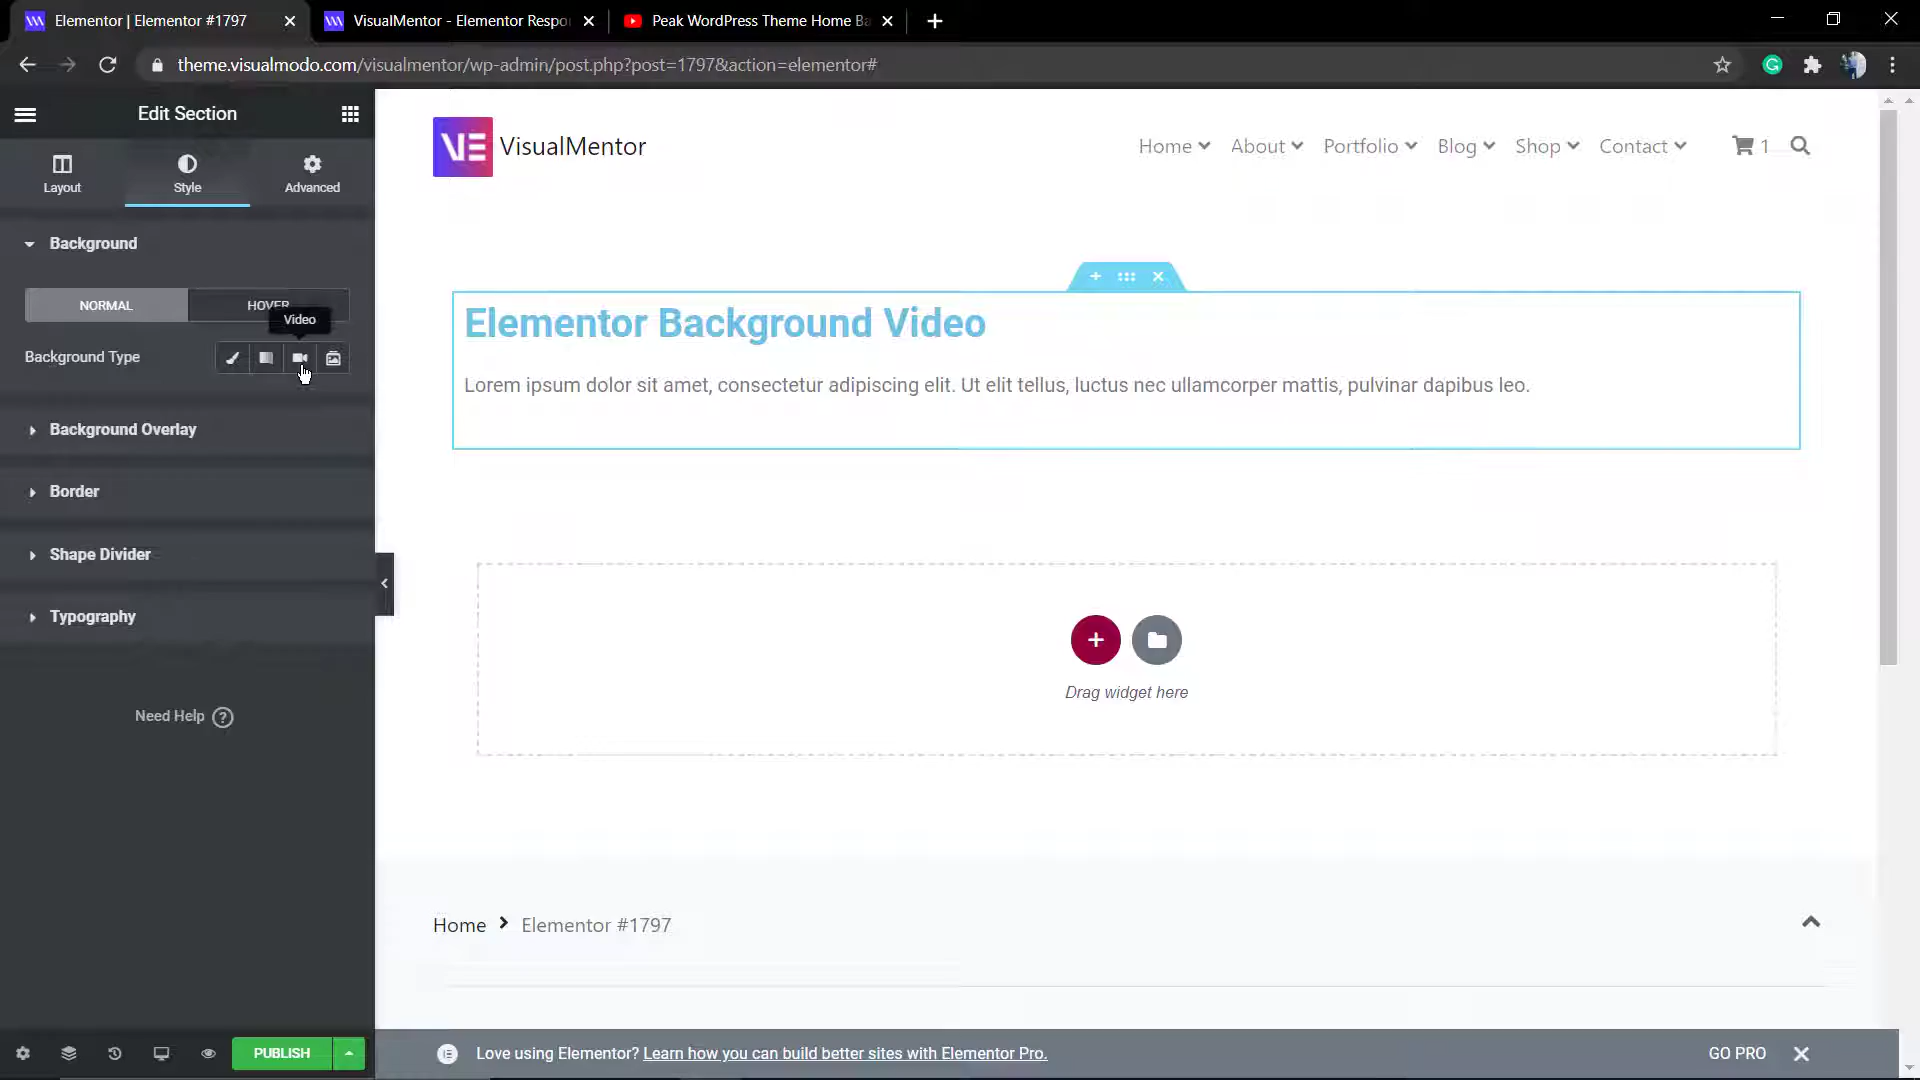 Elementor | Elementor #1797
VisualMentor - Elementor Respo
Peak WordPress Theme Home Ba
theme.visualmodo.com/visualmentor/wp-admin/post.php?post=1797&action=elementor#
Edit Section
Layout
Style
Advanced
Background
NORMAL
HOVER
Video
Background Type
Background Overlay
Border
Shape Divider
Typography
Need Help ?
PUBLISH
VE VisualMentor
Home
About
Portfolio
Blog
Shop
Contact
1
Elementor Background Video
Lorem ipsum dolor sit amet, consectetur adipiscing elit. Ut elit tellus, luctus nec ullamcorper mattis, pulvinar dapibus leo.
Drag widget here
Home > Elementor #1797
Love using Elementor? Learn how you can build better sites with Elementor Pro.
GO PRO